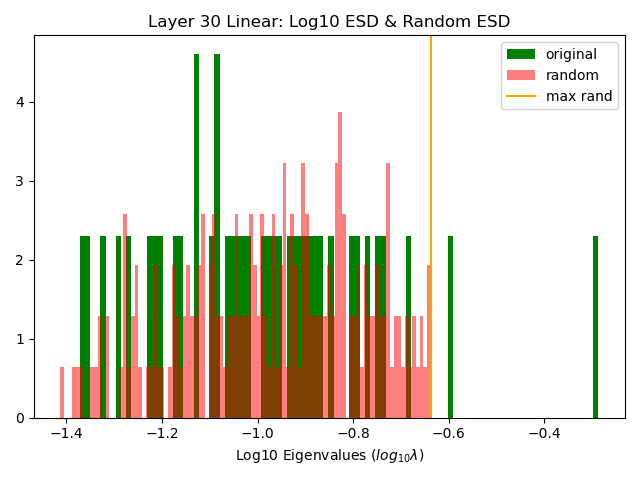 Layer 30 Linear: Log10 ESD & Random ESD
original
random
max rand
4
3
2
1
0
−1.4 −1.2 −1.0 −0.8 −0.6 −0.4
Log10 Eigenvalues (log₁₀λ)